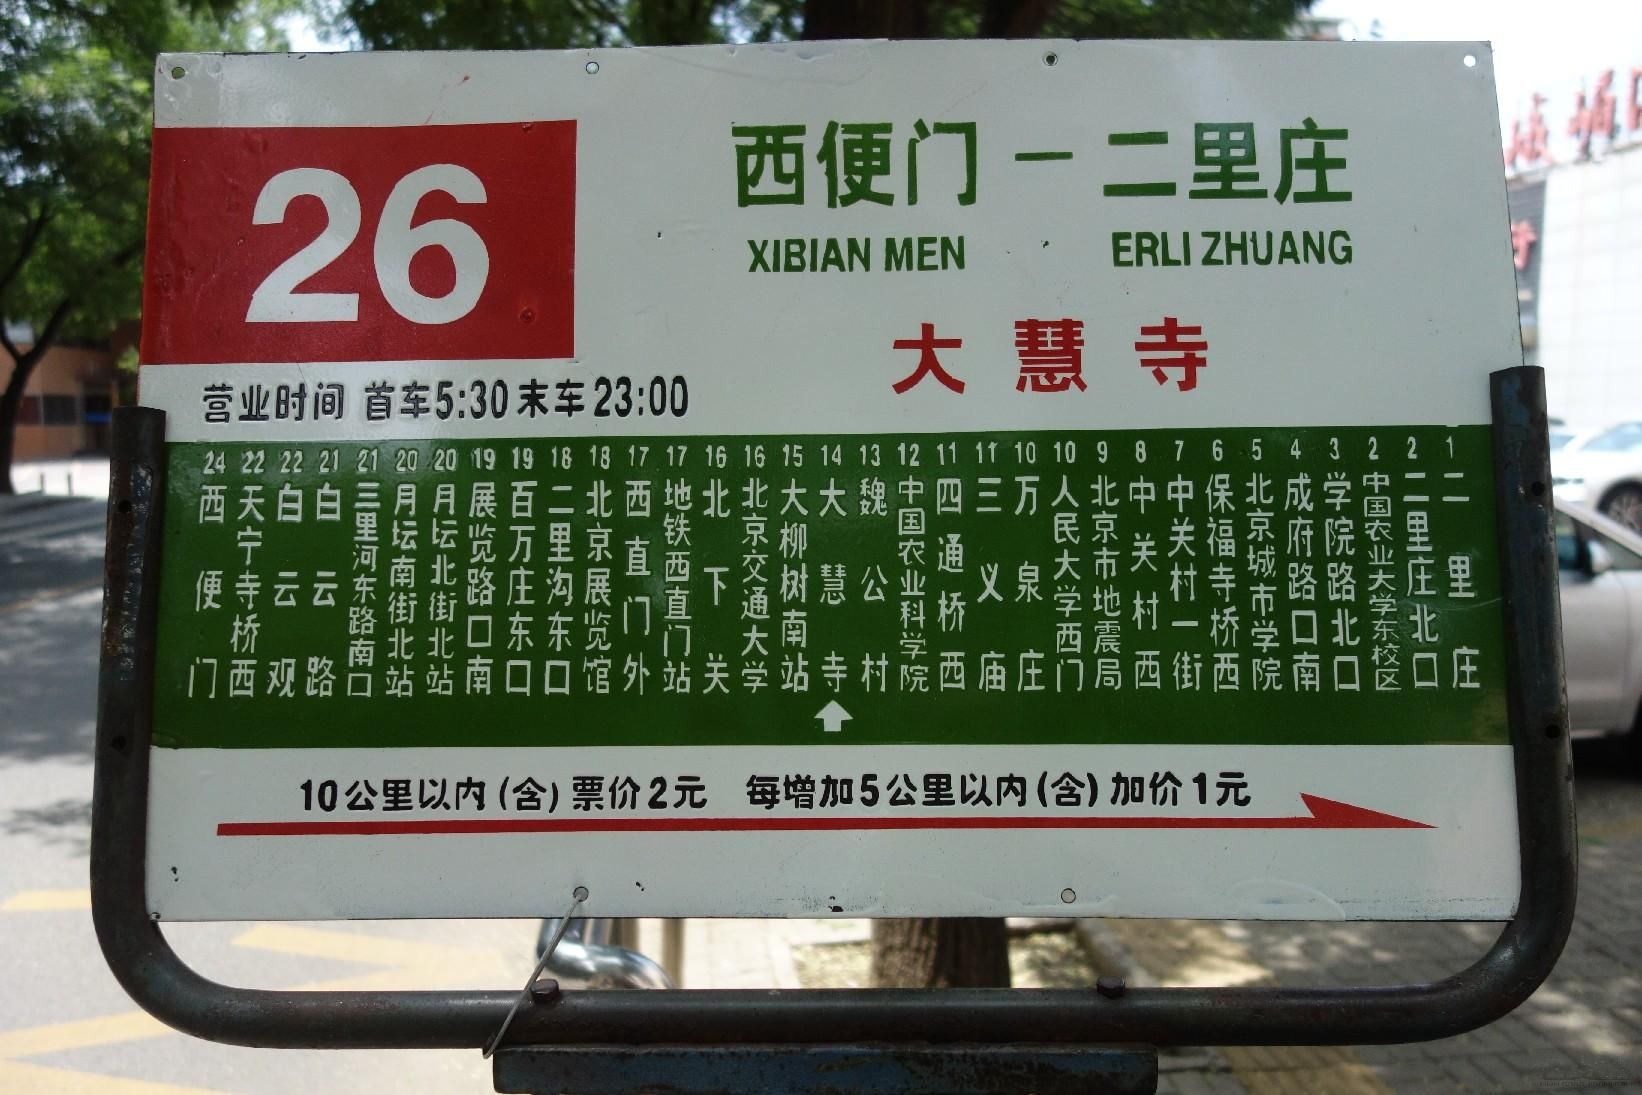 26
西便门－二里庄
XIBIAN MEN ERLI ZHUANG
大慧寺
营业时间 首车5:30 末车23:00
24 西便门
22 天宁寺桥西
22 白云观
21 白云路
21 三里河东路南口
20 月坛南街北站
20 月坛北街北站
19 展览路口南
19 百万庄东口
18 二里沟东口
18 北京展览馆
17 西直门外
17 地铁西直门站
16 北下关
16 北京交通大学
15 大柳树南站
14 大慧寺
13 魏公村
12 中国农业科学院
11 四通桥西
11 三义庙
10 万泉庄
10 人民大学西门
9 北京市地震局
8 中关村西
7 中关村一街
6 保福寺桥西
5 北京城市学院
4 成府路口南
3 学院路北口
2 中国农业大学东校区
2 二里庄北口
1 二里庄
10公里以内(含)票价2元 每增加5公里以内(含)加价1元